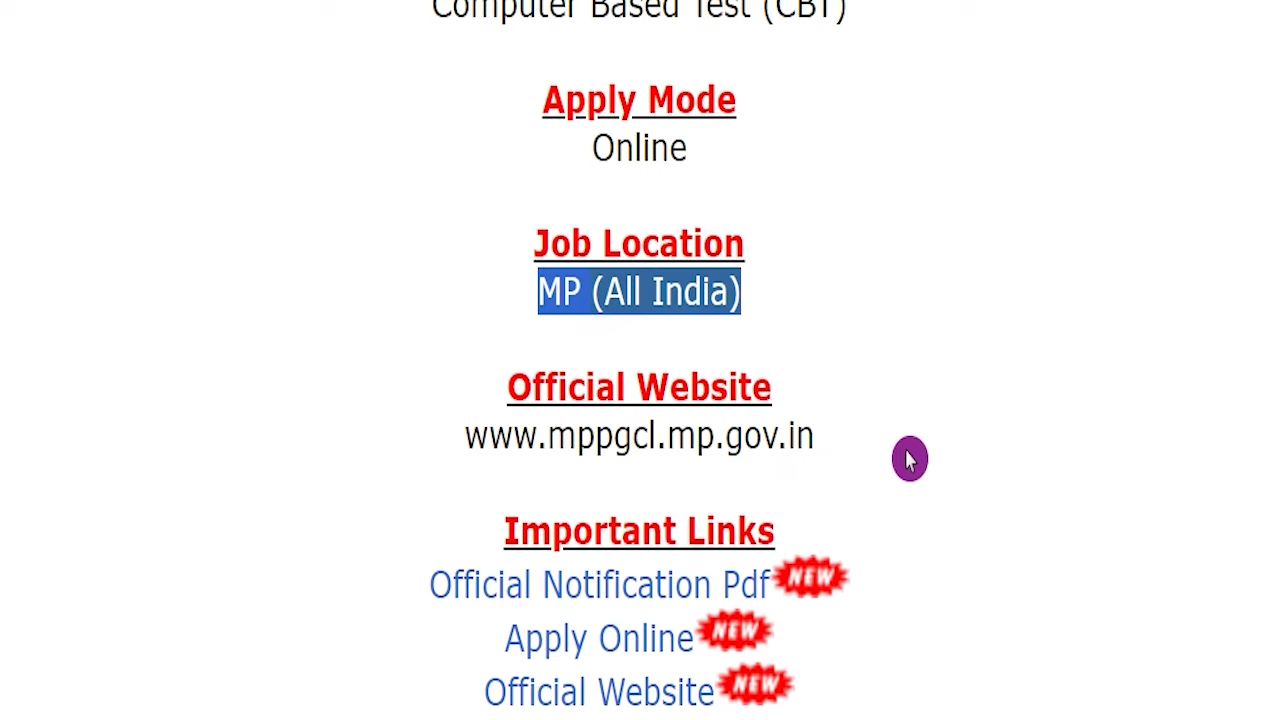 Computer Based Test (CBT)
Apply Mode
Online
Job Location
MP (All India)
Official Website
www.mppgcl.mp.gov.in
Important Links
Official Notification Pdf NEW
Apply Online NEW
Official Website NEW